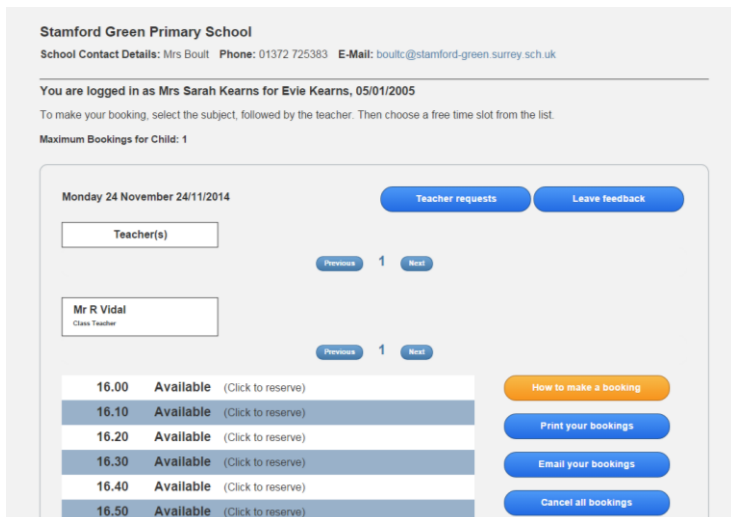 Stamford Green Primary School
School Contact Details: Mrs Boult Phone: 01372 725383 E-Mail: boultc@stamford-green.surrey.sch.uk
You are logged in as Mrs Sarah Kearns for Evie Kearns, 05/01/2005
To make your booking, select the subject, followed by the teacher. Then choose a free time slot from the list.
Maximum Bookings for Child: 1
Monday 24 November 24/11/2014
Teacher requests
Leave feedback
Teacher(s)
Previous 1 Next
Mr R Vidal
Class Teacher
Previous 1 Next
16.00 Available (Click to reserve)
How to make a booking
16.10 Available (Click to reserve)
Print your bookings
16.20 Available (Click to reserve)
16.30 Available (Click to reserve)
Email your bookings
16.40 Available (Click to reserve)
Cancel all bookings
16.50 Available (Click to reserve)